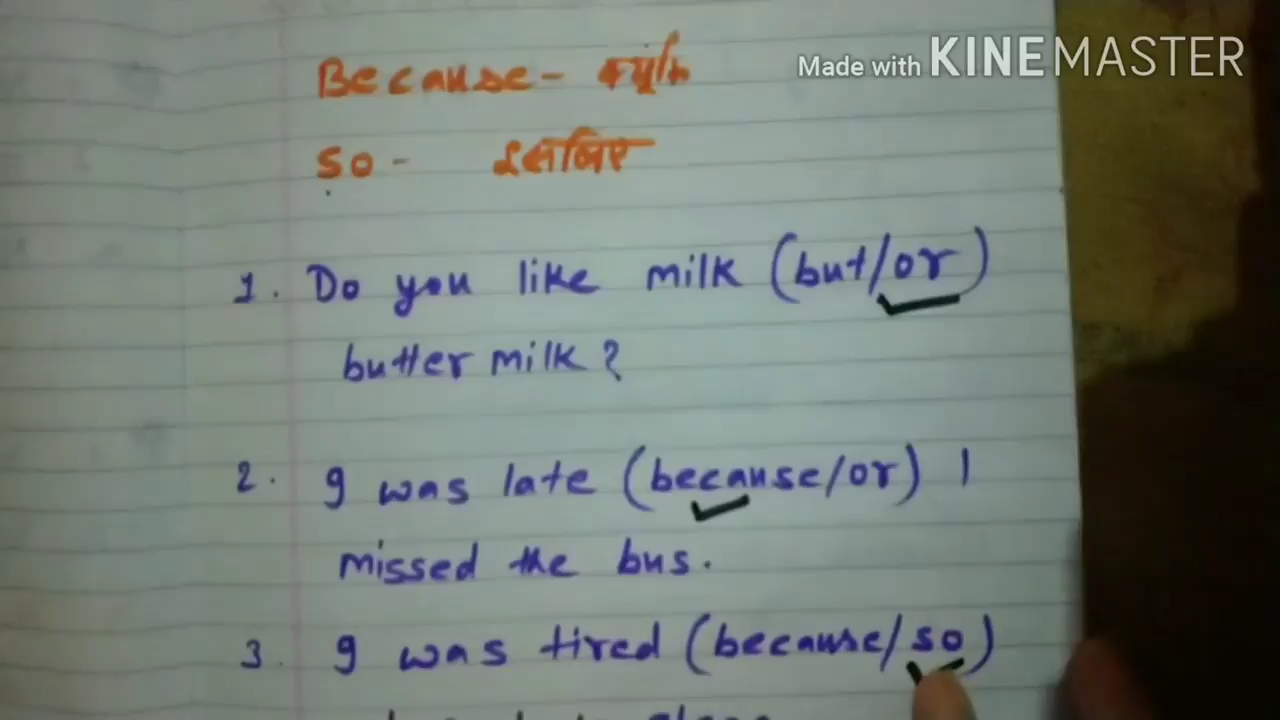 Made with KINEMASTER
Because - क्यूंकि
so - इसलिए
1. Do you like milk (but/or)
butter milk?
2. I was late (because/or) I
missed the bus.
3. I was tired (because/so)